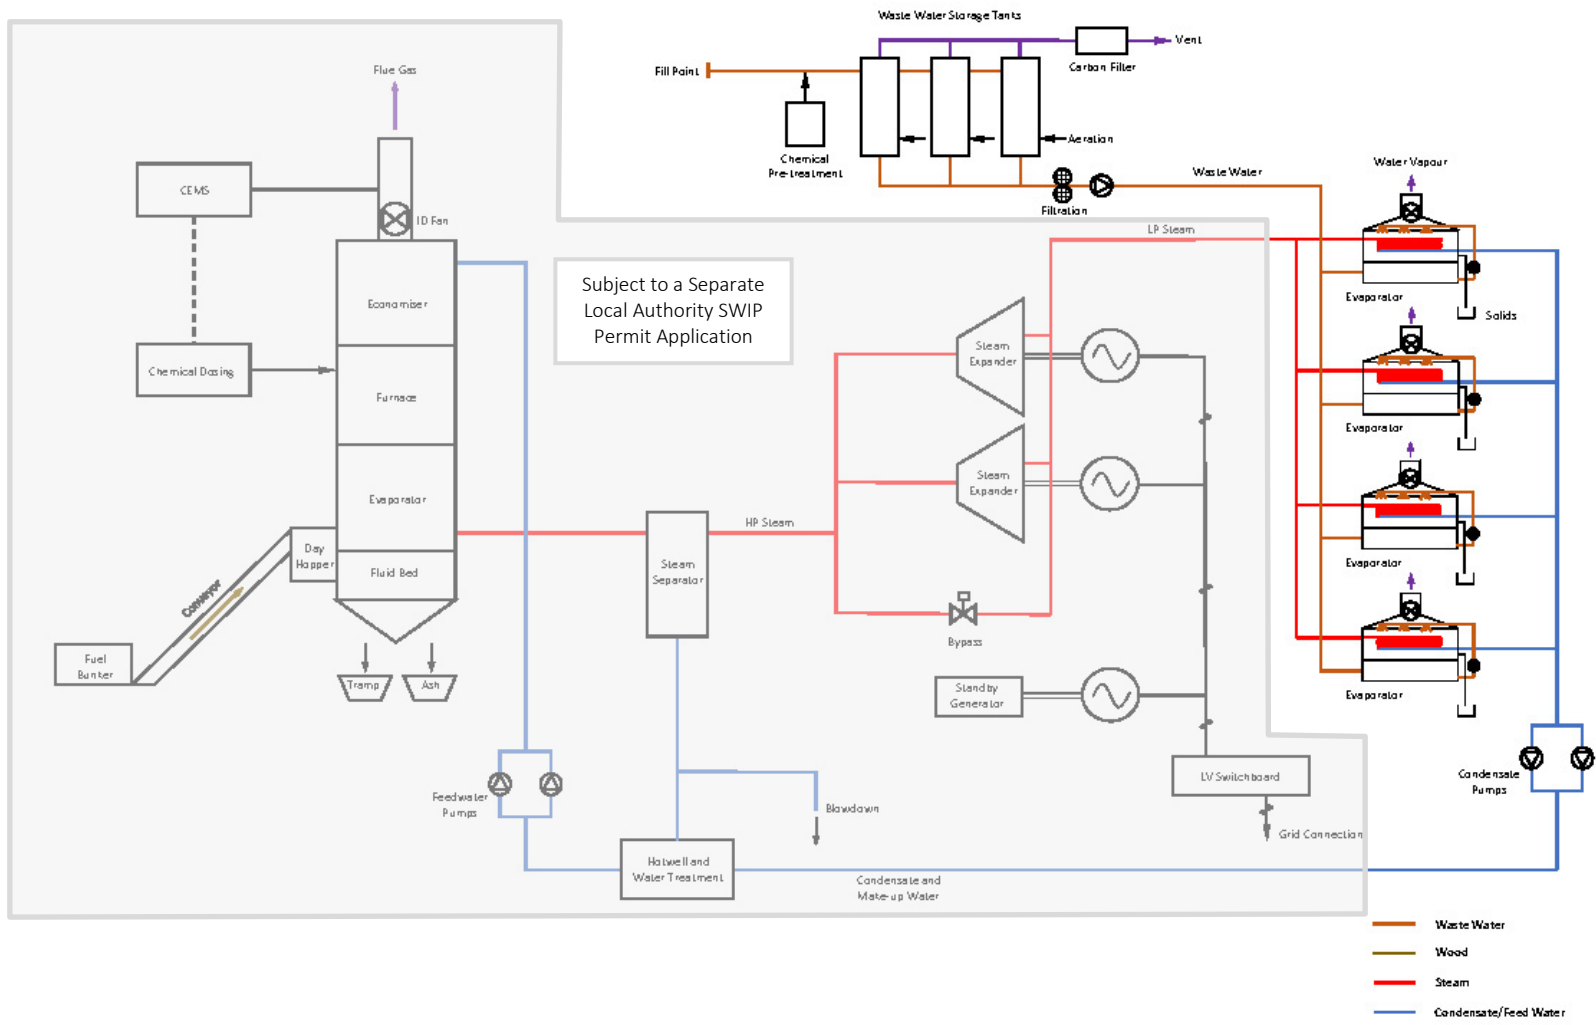 Waste Water Storage Tanks
Vent
Carbon Filter
Fill Point
Aeration
Chemical
Pre-treatment
Filtration
Waste Water
Water Vapour
Flue Gas
CEMS
ID Fan
LP Steam
Subject to a Separate
Local Authority SWIP
Permit Application
Economiser
Evaporator
Solids
Steam
Expander
Chemical Dosing
Furnace
Evaporator
Steam
Expander
Evaporator
HP Steam
Day
Hopper
Fluid Bed
Steam
Separator
Conveyor
Bypass
Fuel
Bunker
Tramp
Ash
Standby
Generator
Evaporator
LV Switchboard
Condensate
Pumps
Feedwater
Pumps
Blowdown
Grid Connection
Hotwell and
Water Treatment
Condensate and
Make-up Water
Waste Water
Wood
Steam
Condensate/Feed Water